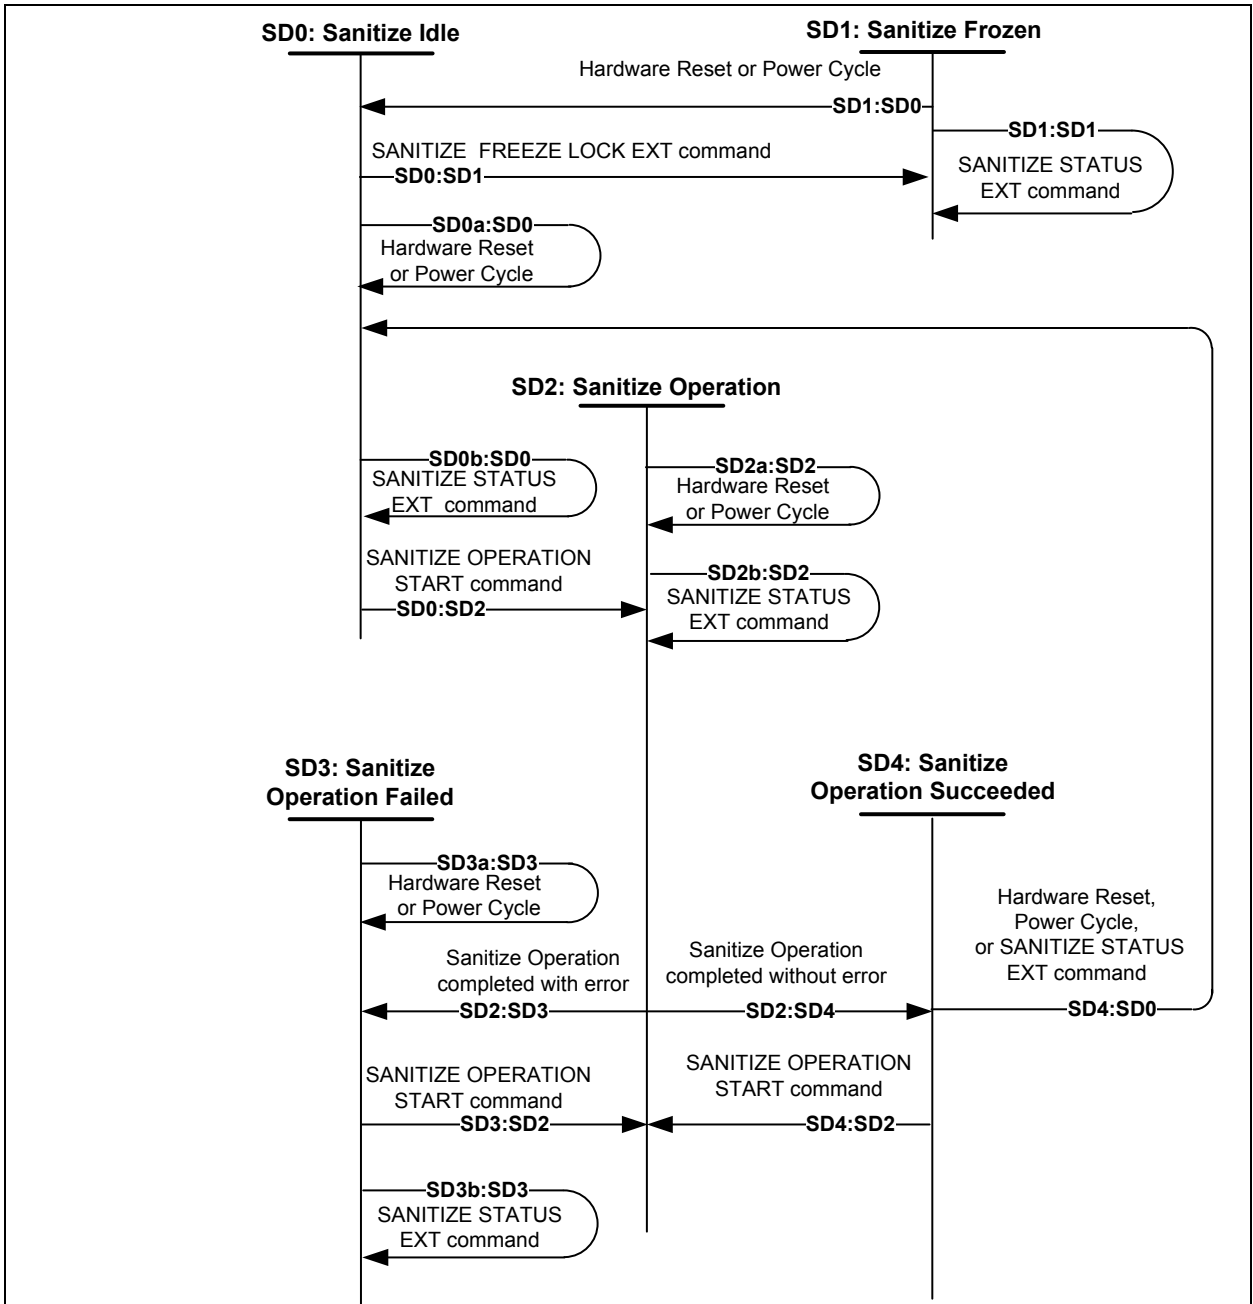 SD0: Sanitize Idle
SD1: Sanitize Frozen
Hardware Reset or Power Cycle
SD1:SD0
SD1:SD1
SANITIZE STATUS
EXT command
SANITIZE FREEZE LOCK EXT command
SD0:SD1
SD0a:SD0
Hardware Reset
or Power Cycle
SD2: Sanitize Operation
SD0b:SD0
SANITIZE STATUS
EXT command
SD2a:SD2
Hardware Reset
or Power Cycle
SANITIZE OPERATION
START command
SD0:SD2
SD2b:SD2
SANITIZE STATUS
EXT command
SD3: Sanitize
Operation Failed
SD4: Sanitize
Operation Succeeded
SD3a:SD3
Hardware Reset
or Power Cycle
Hardware Reset,
Power Cycle,
or SANITIZE STATUS
EXT command
SD4:SD0
Sanitize Operation
completed with error
SD2:SD3
Sanitize Operation
completed without error
SD2:SD4
SANITIZE OPERATION
START command
SD3:SD2
SANITIZE OPERATION
START command
SD4:SD2
SD3b:SD3
SANITIZE STATUS
EXT command